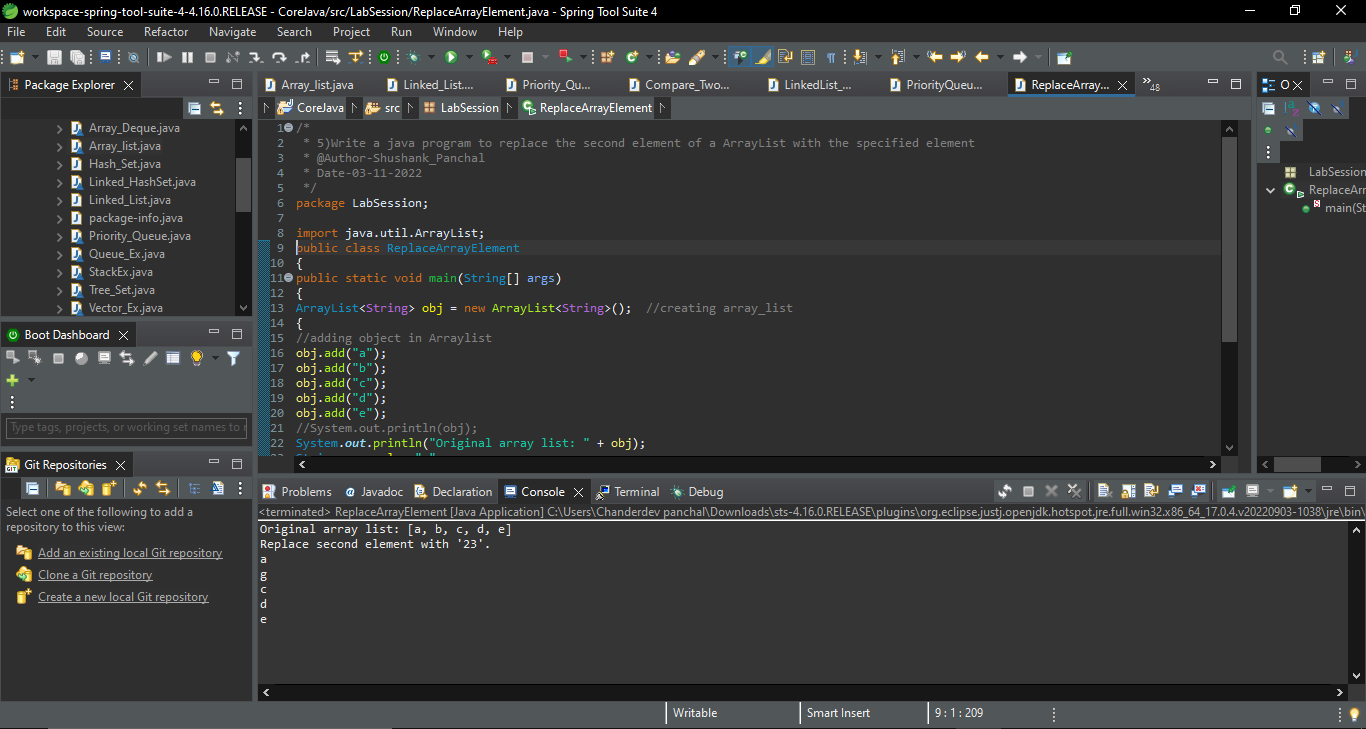 workspace-spring-tool-suite-4-4.16.0.RELEASE - CoreJava/src/LabSession/ReplaceArrayElement.java - Spring Tool Suite 4
File Edit Source Refactor Navigate Search Project Run Window Help
Package Explorer
Array_Deque.java
Array_list.java
Hash_Set.java
Linked_HashSet.java
Linked_List.java
package-info.java
Priority_Queue.java
Queue_Ex.java
StackEx.java
Tree_Set.java
Vector_Ex.java
Boot Dashboard
Type tags, projects, or working set names to
Git Repositories
Select one of the following to add a
repository to this view:
Add an existing local Git repository
Clone a Git repository
Create a new local Git repository
Array_list.java Linked_List.... Priority_Qu... Compare_Two... LinkedList_... PriorityQueu... ReplaceArray... »48
CoreJava src LabSession ReplaceArrayElement
1 /*
2 * 5)Write a java program to replace the second element of a ArrayList with the specified element
3 * @Author-Shushank_Panchal
4 * Date-03-11-2022
5 */
6 package LabSession;
7
8 import java.util.ArrayList;
9 public class ReplaceArrayElement
10 {
11 public static void main(String[] args)
12 {
13 ArrayList<String> obj = new ArrayList<String>(); //creating array_list
14 {
15 //adding object in Arraylist
16 obj.add("a");
17 obj.add("b");
18 obj.add("c");
19 obj.add("d");
20 obj.add("e");
21 //System.out.println(obj);
22 System.out.println("Original array list: " + obj);
O
LabSession
ReplaceArr
main(St
Problems Javadoc Declaration Console Terminal Debug
<terminated> ReplaceArrayElement [Java Application] C:\Users\Chanderdev panchal\Downloads\sts-4.16.0.RELEASE\plugins\org.eclipse.justj.openjdk.hotspot.jre.full.win32.x86_64_17.0.4.v20220903-1038\jre\bin\
Original array list: [a, b, c, d, e]
Replace second element with '23'.
a
g
c
d
e
Writable Smart Insert 9 : 1 : 209